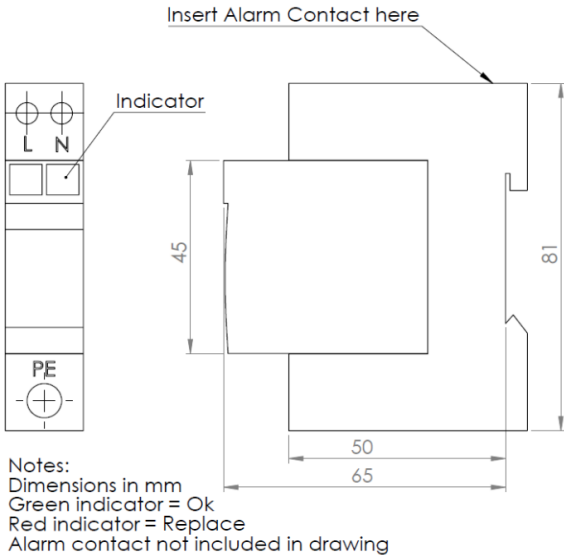 Insert Alarm Contact here
Indicator
L N
45
81
PE
50
65
Notes:
Dimensions in mm
Green indicator = Ok
Red indicator = Replace
Alarm contact not included in drawing